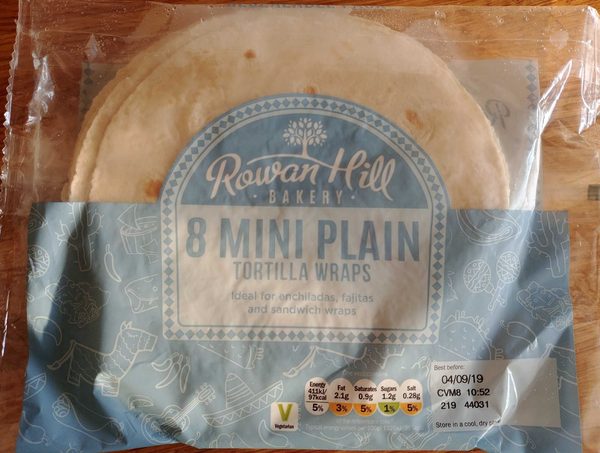 Rowan Hill
· BAKERY ·
8 MINI PLAIN
TORTILLA WRAPS
Ideal for enchiladas, fajitas
and sandwich wraps
V
Vegetarian
Energy
411kJ/
97kcal
5%
Fat
2.1g
3%
Saturates
0.9g
5%
Sugars
1.2g
1%
Salt
0.28g
5%
Best before:
04/09/19
CVM8 10:52
219 44031
Store in a cool, dry